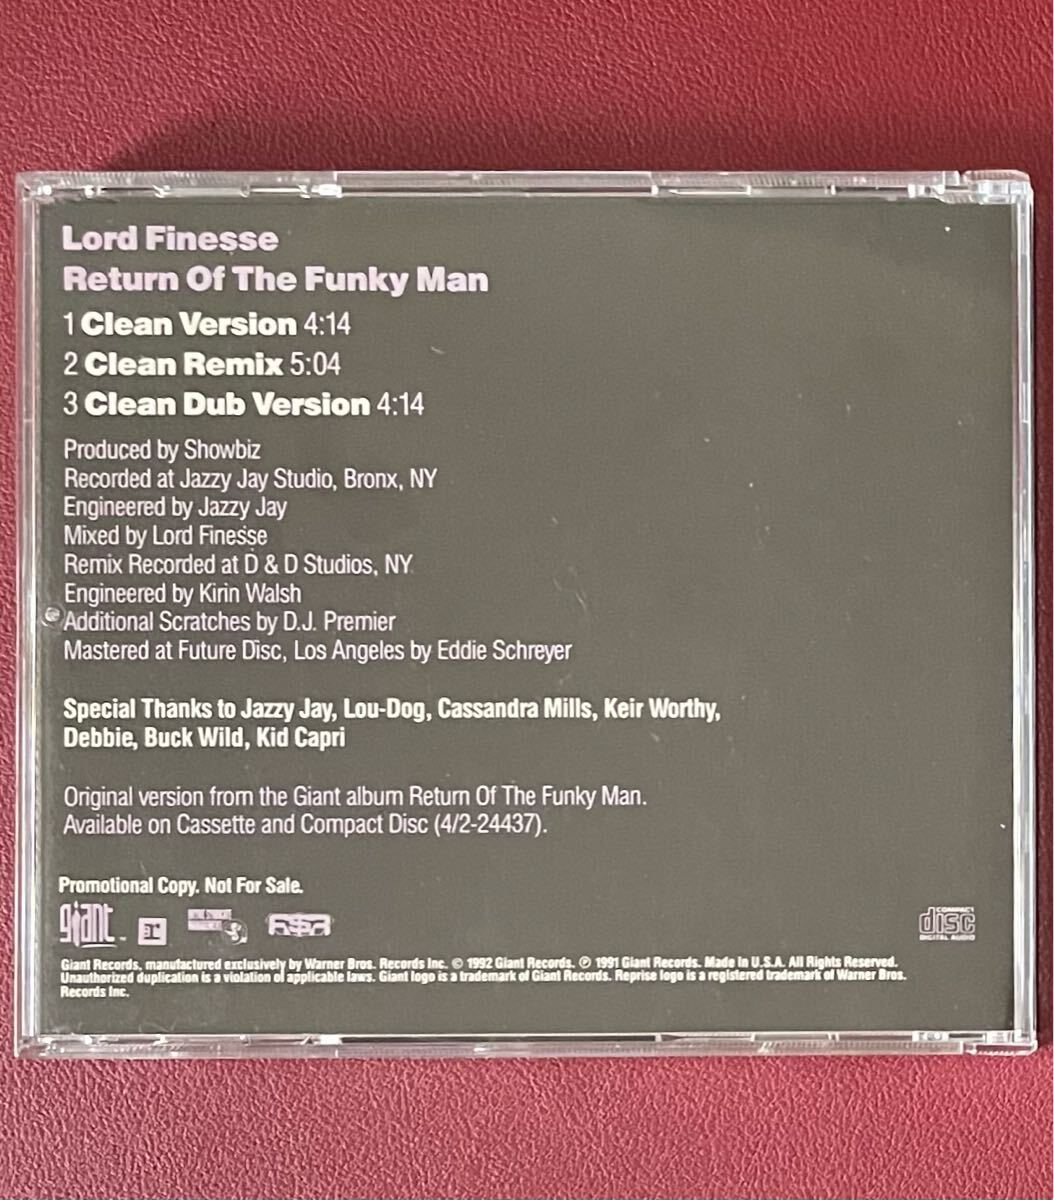 Lord Finesse
Return Of The Funky Man
1 Clean Version 4:14
2 Clean Remix 5:04
3 Clean Dub Version 4:14
Produced by Showbiz
Recorded at Jazzy Jay Studio, Bronx, NY
Engineered by Jazzy Jay
Mixed by Lord Finesse
Remix Recorded at D & D Studios, NY
Engineered by Kirin Walsh
Additional Scratches by D.J. Premier
Mastered at Future Disc, Los Angeles by Eddie Schreyer
Special Thanks to Jazzy Jay, Lou-Dog, Cassandra Mills, Keir Worthy,
Debbie, Buck Wild, Kid Capri
Original version from the Giant album Return Of The Funky Man.
Available on Cassette and Compact Disc (4/2-24437).
Promotional Copy. Not For Sale.
giant™
COMPACT
disc
DIGITAL AUDIO
Giant Records, manufactured exclusively by Warner Bros. Records Inc. © 1992 Giant Records. ℗ 1991 Giant Records. Made In U.S.A. All Rights Reserved.
Unauthorized duplication is a violation of applicable laws. Giant logo is a trademark of Giant Records. Reprise logo is a registered trademark of Warner Bros.
Records Inc.